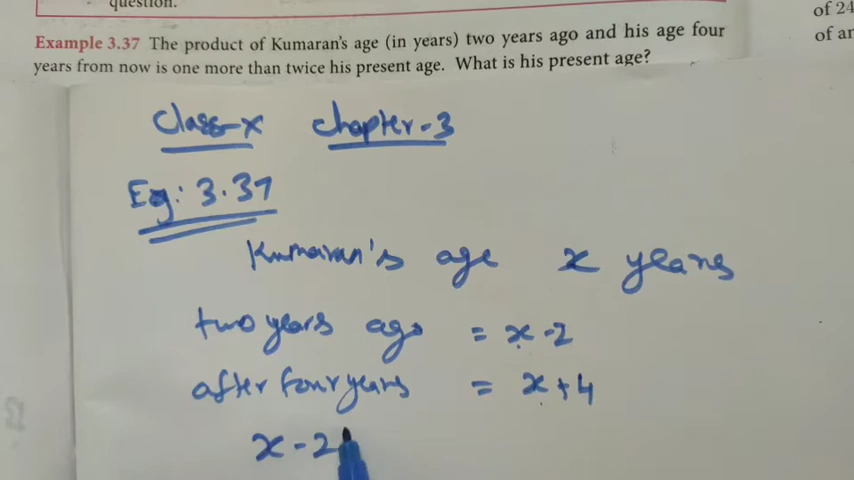 question.
of 24
Example 3.37 The product of Kumaran's age (in years) two years ago and his age four
of ar
years from now is one more than twice his present age. What is his present age?
Class-X Chapter-3
Eg: 3.37
Kumaran's age x years
two years ago = x-2
after four years = x+4
x-2